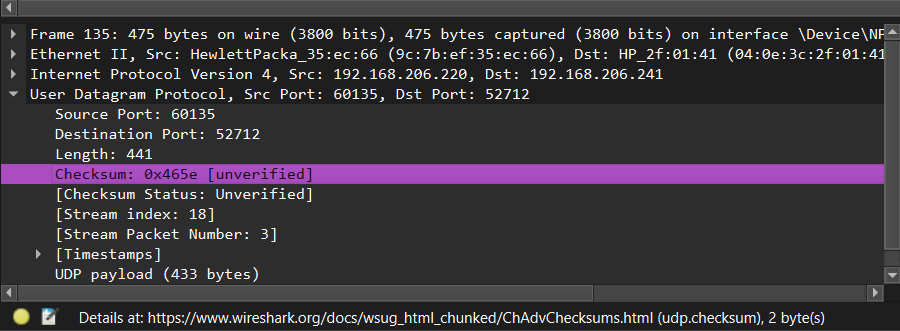 Frame 135: 475 bytes on wire (3800 bits), 475 bytes captured (3800 bits) on interface \Device\NF
Ethernet II, Src: HewlettPacka_35:ec:66 (9c:7b:ef:35:ec:66), Dst: HP_2f:01:41 (04:0e:3c:2f:01:41
Internet Protocol Version 4, Src: 192.168.206.220, Dst: 192.168.206.241
User Datagram Protocol, Src Port: 60135, Dst Port: 52712
Source Port: 60135
Destination Port: 52712
Length: 441
Checksum: 0x465e [unverified]
[Checksum Status: Unverified]
[Stream index: 18]
[Stream Packet Number: 3]
[Timestamps]
UDP payload (433 bytes)
Details at: https://www.wireshark.org/docs/wsug_html_chunked/ChAdvChecksums.html (udp.checksum), 2 byte(s)